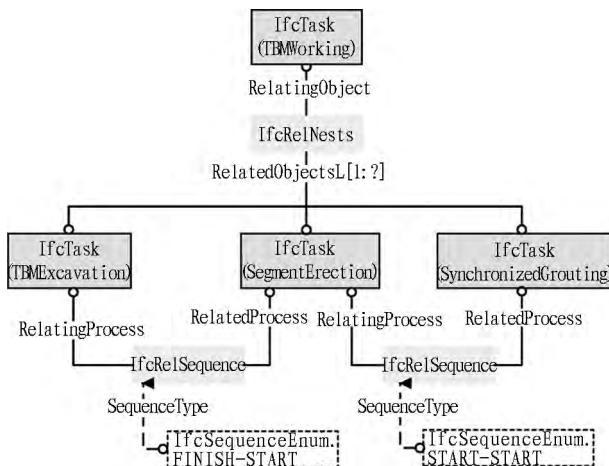 IfcTask
(TBMWorking)
RelatingObject
IfcRelNests
RelatedObjectsL[1:?]
IfcTask
(TBMExcavation)
IfcTask
(SegmentErection)
IfcTask
(SynchronizedGrouting)
RelatingProcess
RelatedProcess
RelatingProcess
RelatedProcess
IfcRelSequence
IfcRelSequence
SequenceType
SequenceType
IfcSequenceEnum.
FINISH-START
IfcSequenceEnum.
START-START